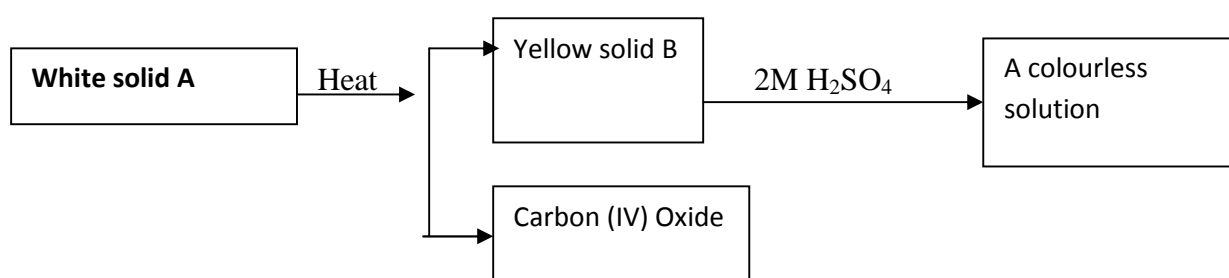 White solid A
Heat
Yellow solid B
2M H₂SO₄
A colourless
solution
Carbon (IV) Oxide